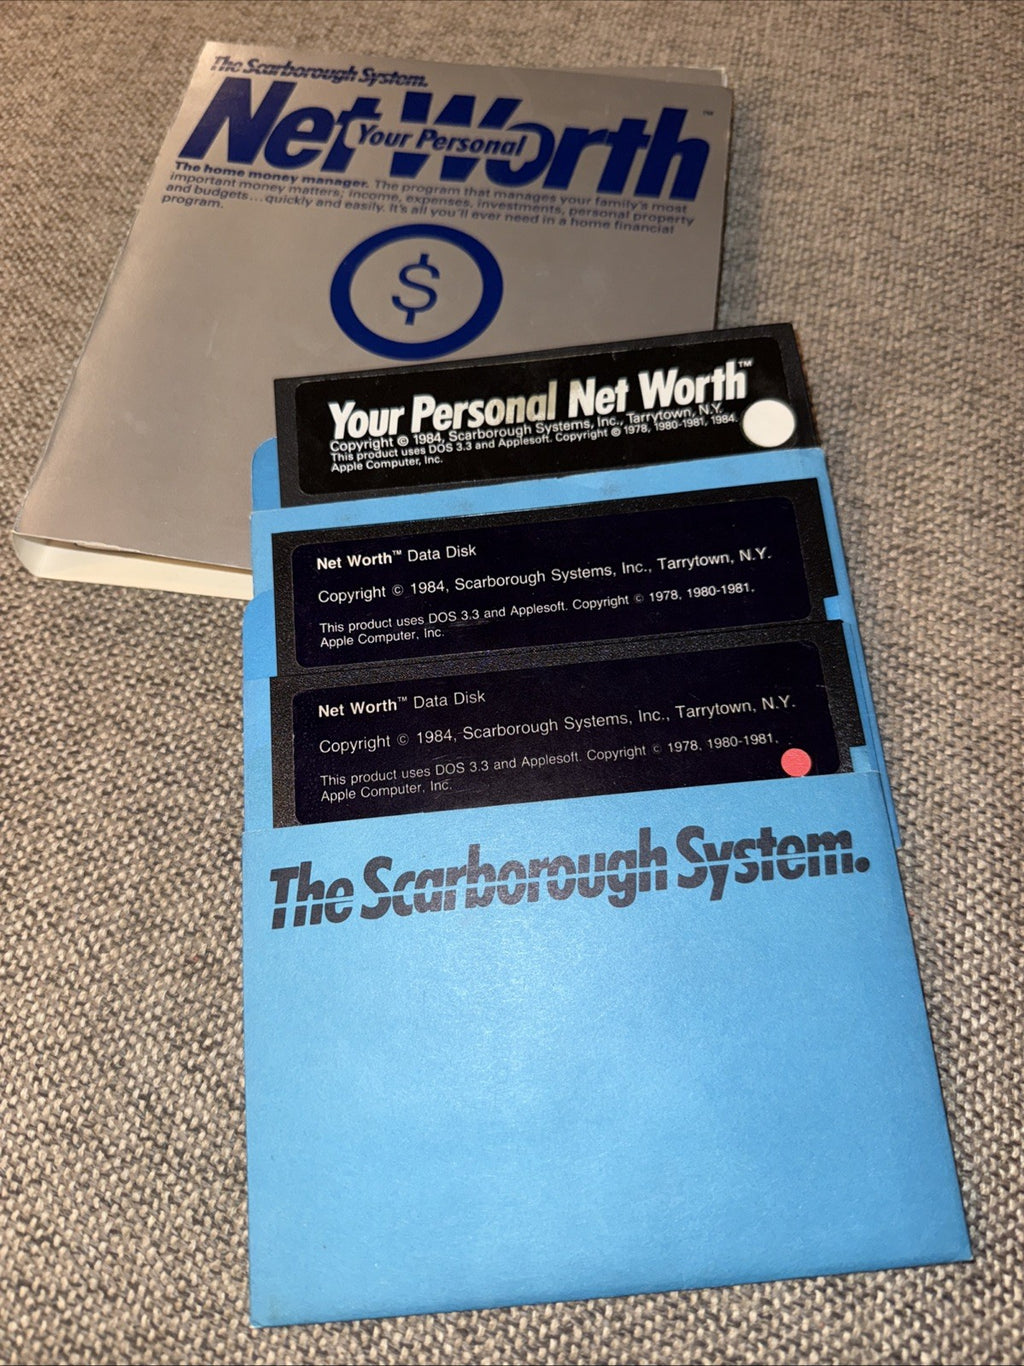 The Scarborough System.
Net Worth™
Your Personal
The home money manager. The program that manages your family's most
important money matters; income, expenses, investments, personal property
and budgets...quickly and easily. It's all you'll ever need in a home financial
program.
$
Your Personal Net Worth™
Copyright © 1984, Scarborough Systems, Inc., Tarrytown, N.Y.
This product uses DOS 3.3 and Applesoft. Copyright © 1978, 1980-1981, 1984.
Apple Computer, Inc.
Net Worth™ Data Disk
Copyright © 1984, Scarborough Systems, Inc., Tarrytown, N.Y.
This product uses DOS 3.3 and Applesoft. Copyright © 1978, 1980-1981,
Apple Computer, Inc.
Net Worth™ Data Disk
Copyright © 1984, Scarborough Systems, Inc., Tarrytown, N.Y.
This product uses DOS 3.3 and Applesoft. Copyright © 1978, 1980-1981,
Apple Computer, Inc.
The Scarborough System.